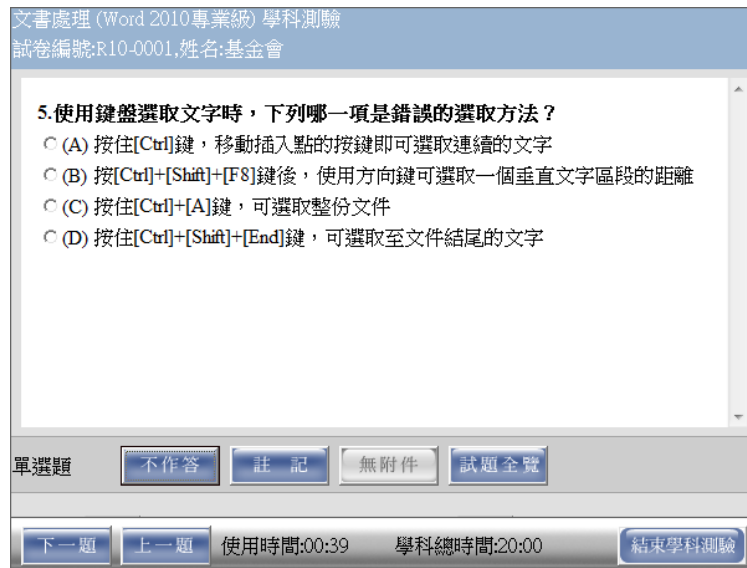 文書處理 (Word 2010專業級) 學科測驗
試卷編號:R10-0001,姓名:基金會
5.使用鍵盤選取文字時，下列哪一項是錯誤的選取方法？
(A) 按住[Ctrl]鍵，移動插入點的按鍵即可選取連續的文字
(B) 按[Ctrl]+[Shift]+[F8]鍵後，使用方向鍵可選取一個垂直文字區段的距離
(C) 按住[Ctrl]+[A]鍵，可選取整份文件
(D) 按住[Ctrl]+[Shift]+[End]鍵，可選取至文件結尾的文字
單選題 不作答 註 記 無附件 試題全覽
下一題 上一題 使用時間:00:39 學科總時間:20:00 結束學科測驗